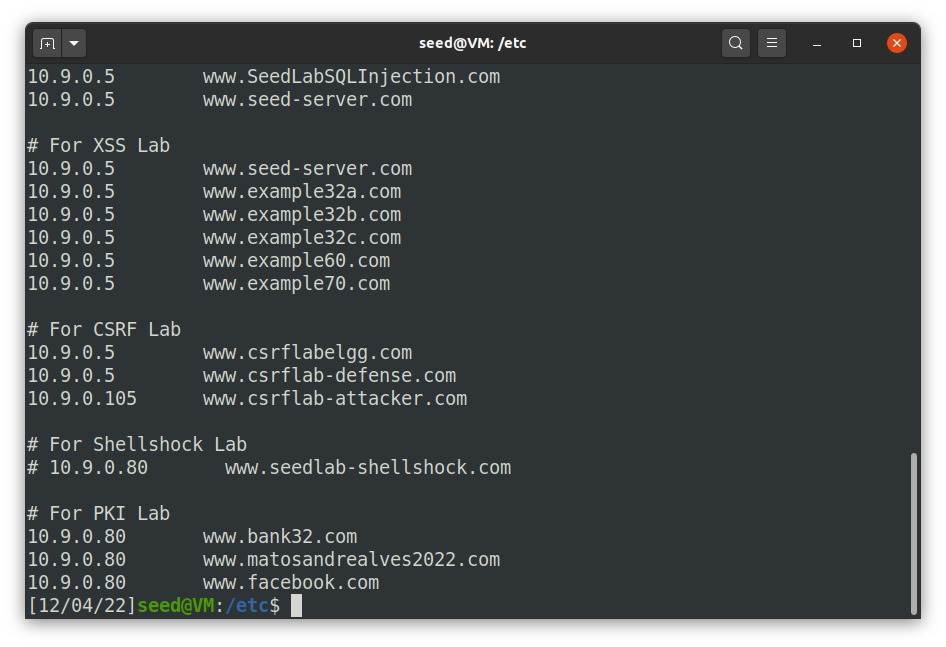 seed@VM: /etc
10.9.0.5        www.SeedLabSQLInjection.com
10.9.0.5        www.seed-server.com
# For XSS Lab
10.9.0.5        www.seed-server.com
10.9.0.5        www.example32a.com
10.9.0.5        www.example32b.com
10.9.0.5        www.example32c.com
10.9.0.5        www.example60.com
10.9.0.5        www.example70.com
# For CSRF Lab
10.9.0.5        www.csrflabelgg.com
10.9.0.5        www.csrflab-defense.com
10.9.0.105      www.csrflab-attacker.com
# For Shellshock Lab
# 10.9.0.80       www.seedlab-shellshock.com
# For PKI Lab
10.9.0.80       www.bank32.com
10.9.0.80       www.matosandrealves2022.com
10.9.0.80       www.facebook.com
[12/04/22]seed@VM:/etc$